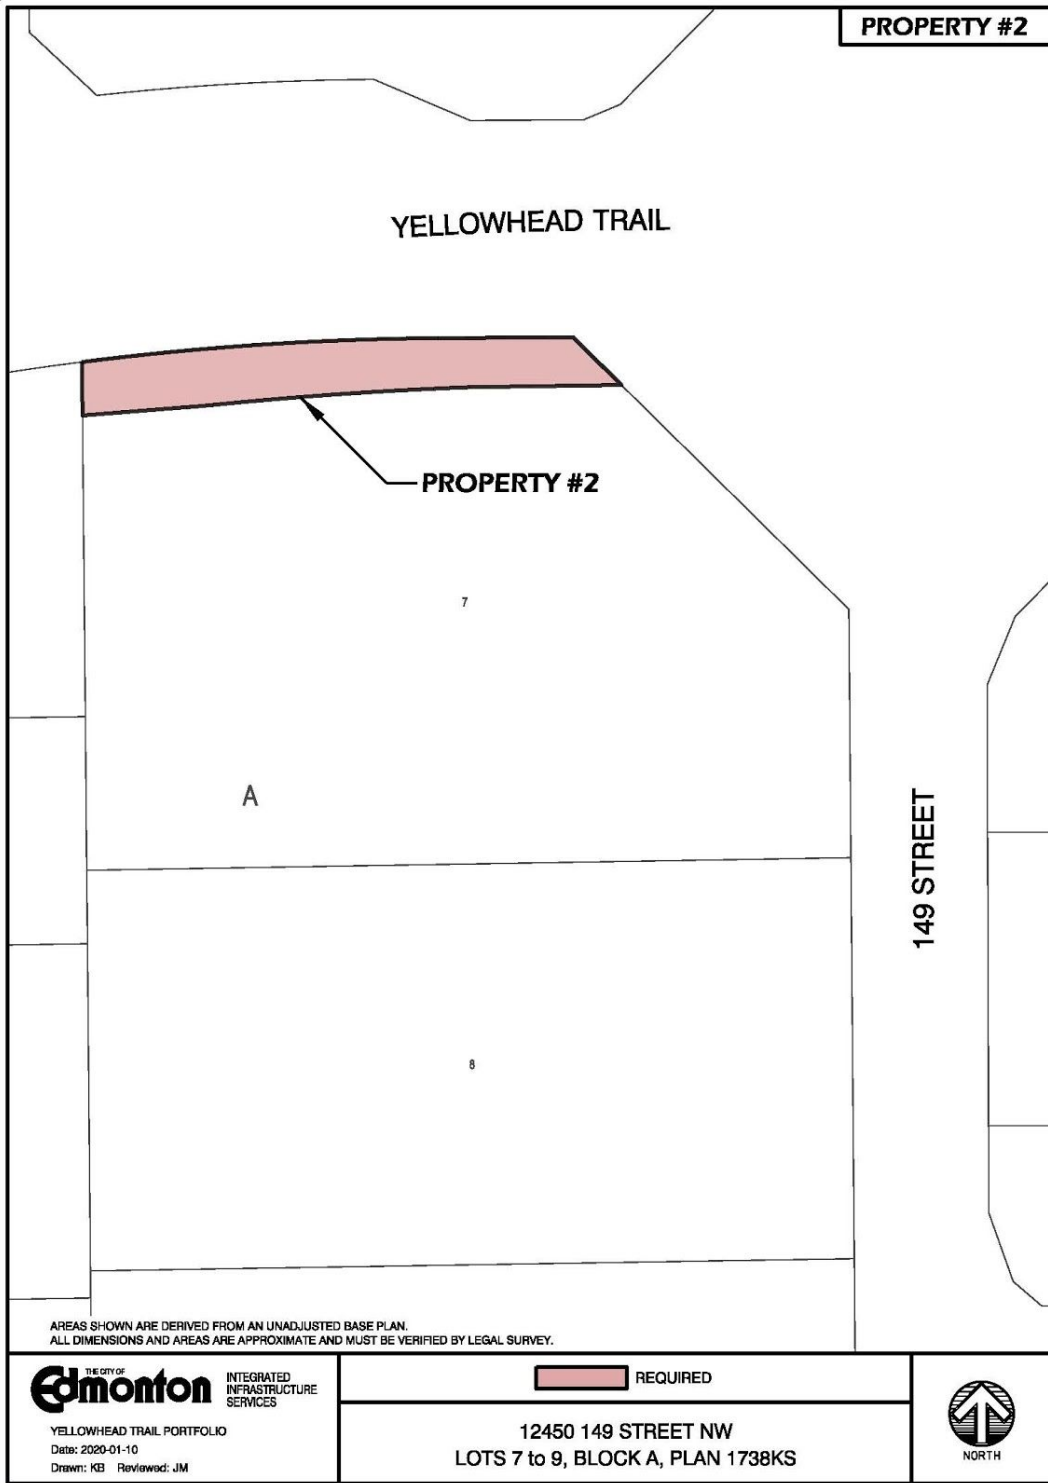 PROPERTY #2
YELLOWHEAD TRAIL
PROPERTY #2
7
A
149 STREET
8
AREAS SHOWN ARE DERIVED FROM AN UNADJUSTED BASE PLAN.
ALL DIMENSIONS AND AREAS ARE APPROXIMATE AND MUST BE VERIFIED BY LEGAL SURVEY.
THE CITY OF
Edmonton
INTEGRATED
INFRASTRUCTURE
SERVICES
YELLOWHEAD TRAIL PORTFOLIO
Date: 2020-01-10
Drawn: KB Reviewed: JM
REQUIRED
12450 149 STREET NW
LOTS 7 to 9, BLOCK A, PLAN 1738KS
NORTH